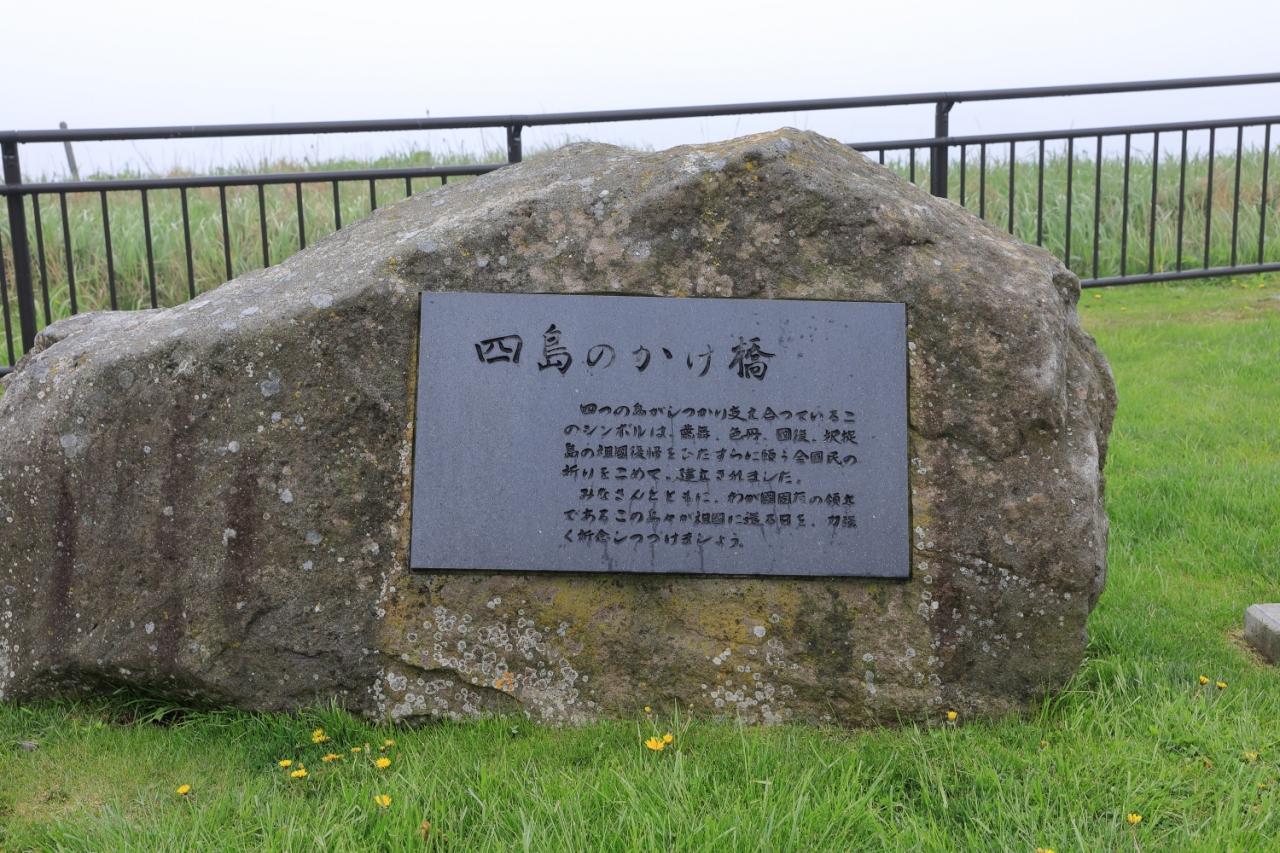 四島のかけ橋
四つの島がしつかり支え合つているこ
のシンボルは、歯舞、色丹、国後、択捉
島の祖国復帰をひたすらに願う全国民の
祈りをこめて、建立されました。
みなさんとともに、わが國固有の領土
であるこの島々が祖国に還る日を、力强
く祈念しつづけましょう。